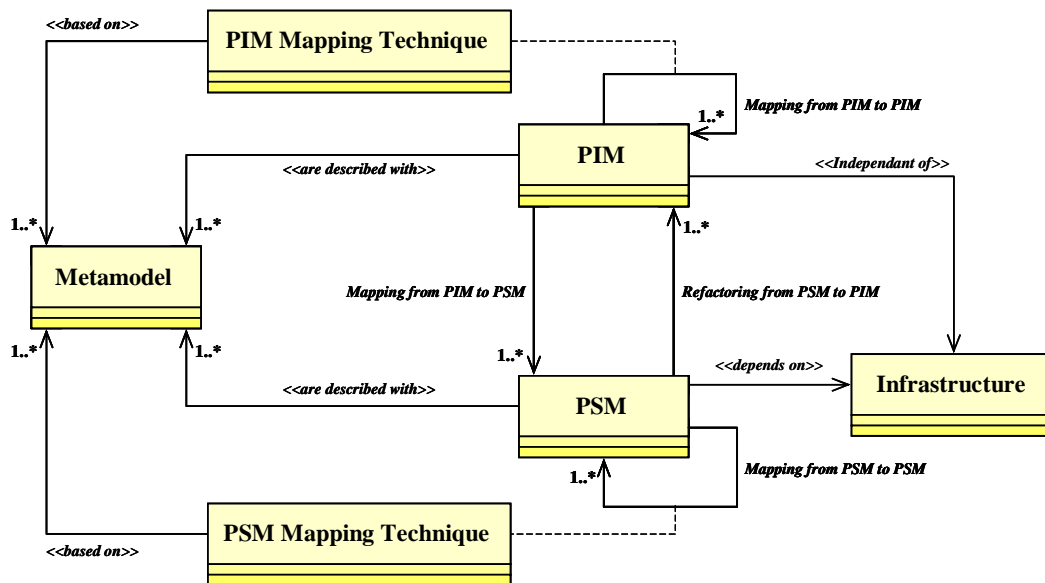 <<based on>>
PIM Mapping Technique
1..*
Mapping from PIM to PIM
PIM
<<are described with>>
<<Independant of>>
1..*
1..*
1..*
Metamodel
Mapping from PIM to PSM
Refactoring from PSM to PIM
1..*
1..*
1..*
<<depends on>>
<<are described with>>
PSM
Infrastructure
1..*
Mapping from PSM to PSM
PSM Mapping Technique
<<based on>>